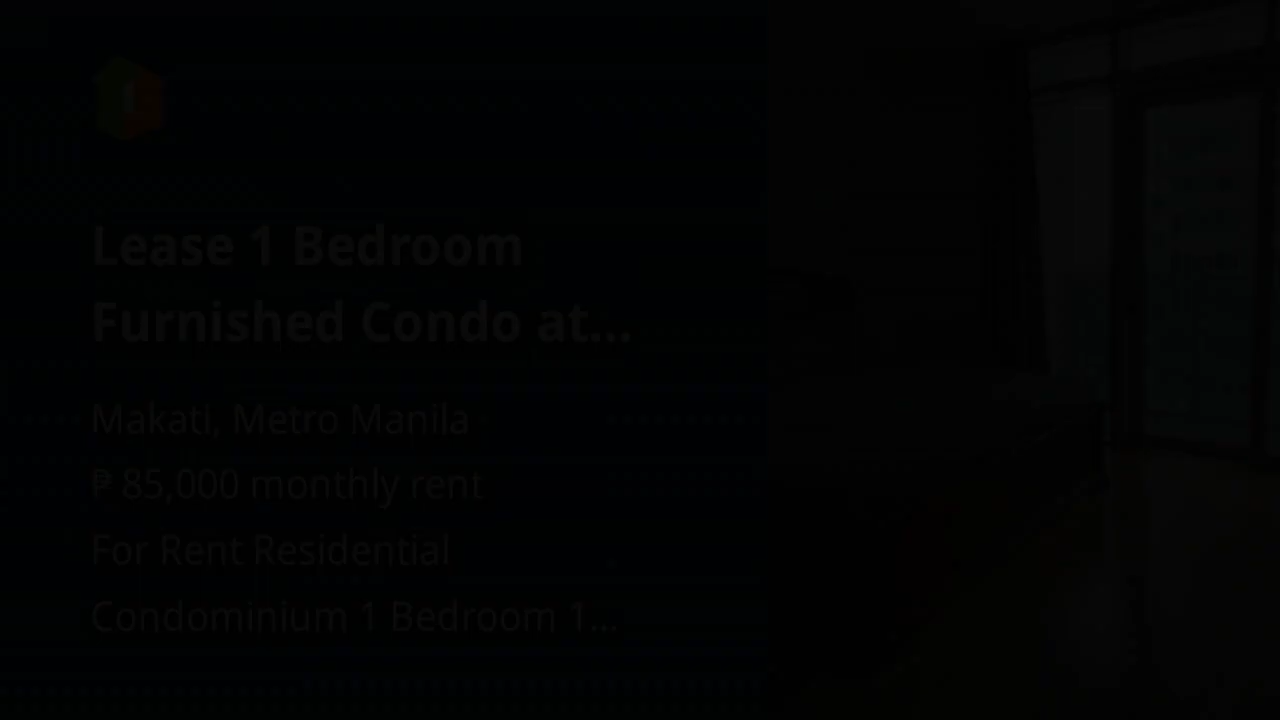 Lease 1 Bedroom
Furnished Condo at...
Makati, Metro Manila
₱ 85,000 monthly rent
For Rent Residential
Condominium 1 Bedroom 1...